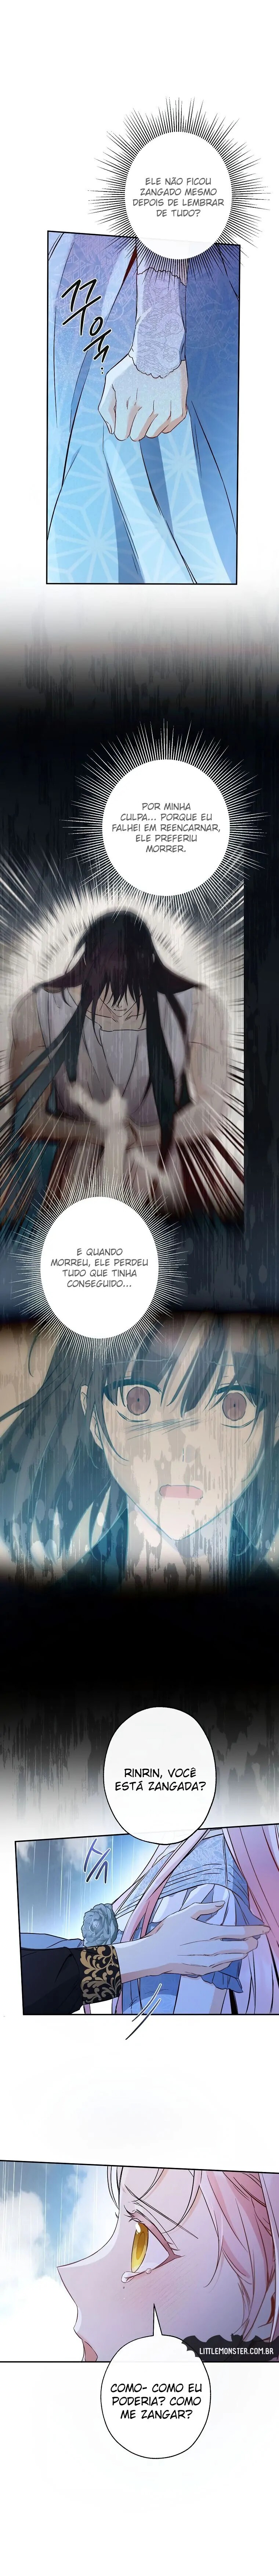 ELE NÃO FICOU
ZANGADO MESMO
DEPOIS DE LEMBRAR
DE TUDO?
POR MINHA
CULPA... PORQUE EU
FALHEI EM REENCARNAR,
ELE PREFERIU
MORRER.
E QUANDO
MORREU, ELE PERDEU
TUDO QUE TINHA
CONSEGUIDO...
RINRIN, VOCÊ
ESTÁ ZANGADA?
LITTLEMONSTER.COM.BR
COMO- COMO EU
PODERIA? COMO
ME ZANGAR?